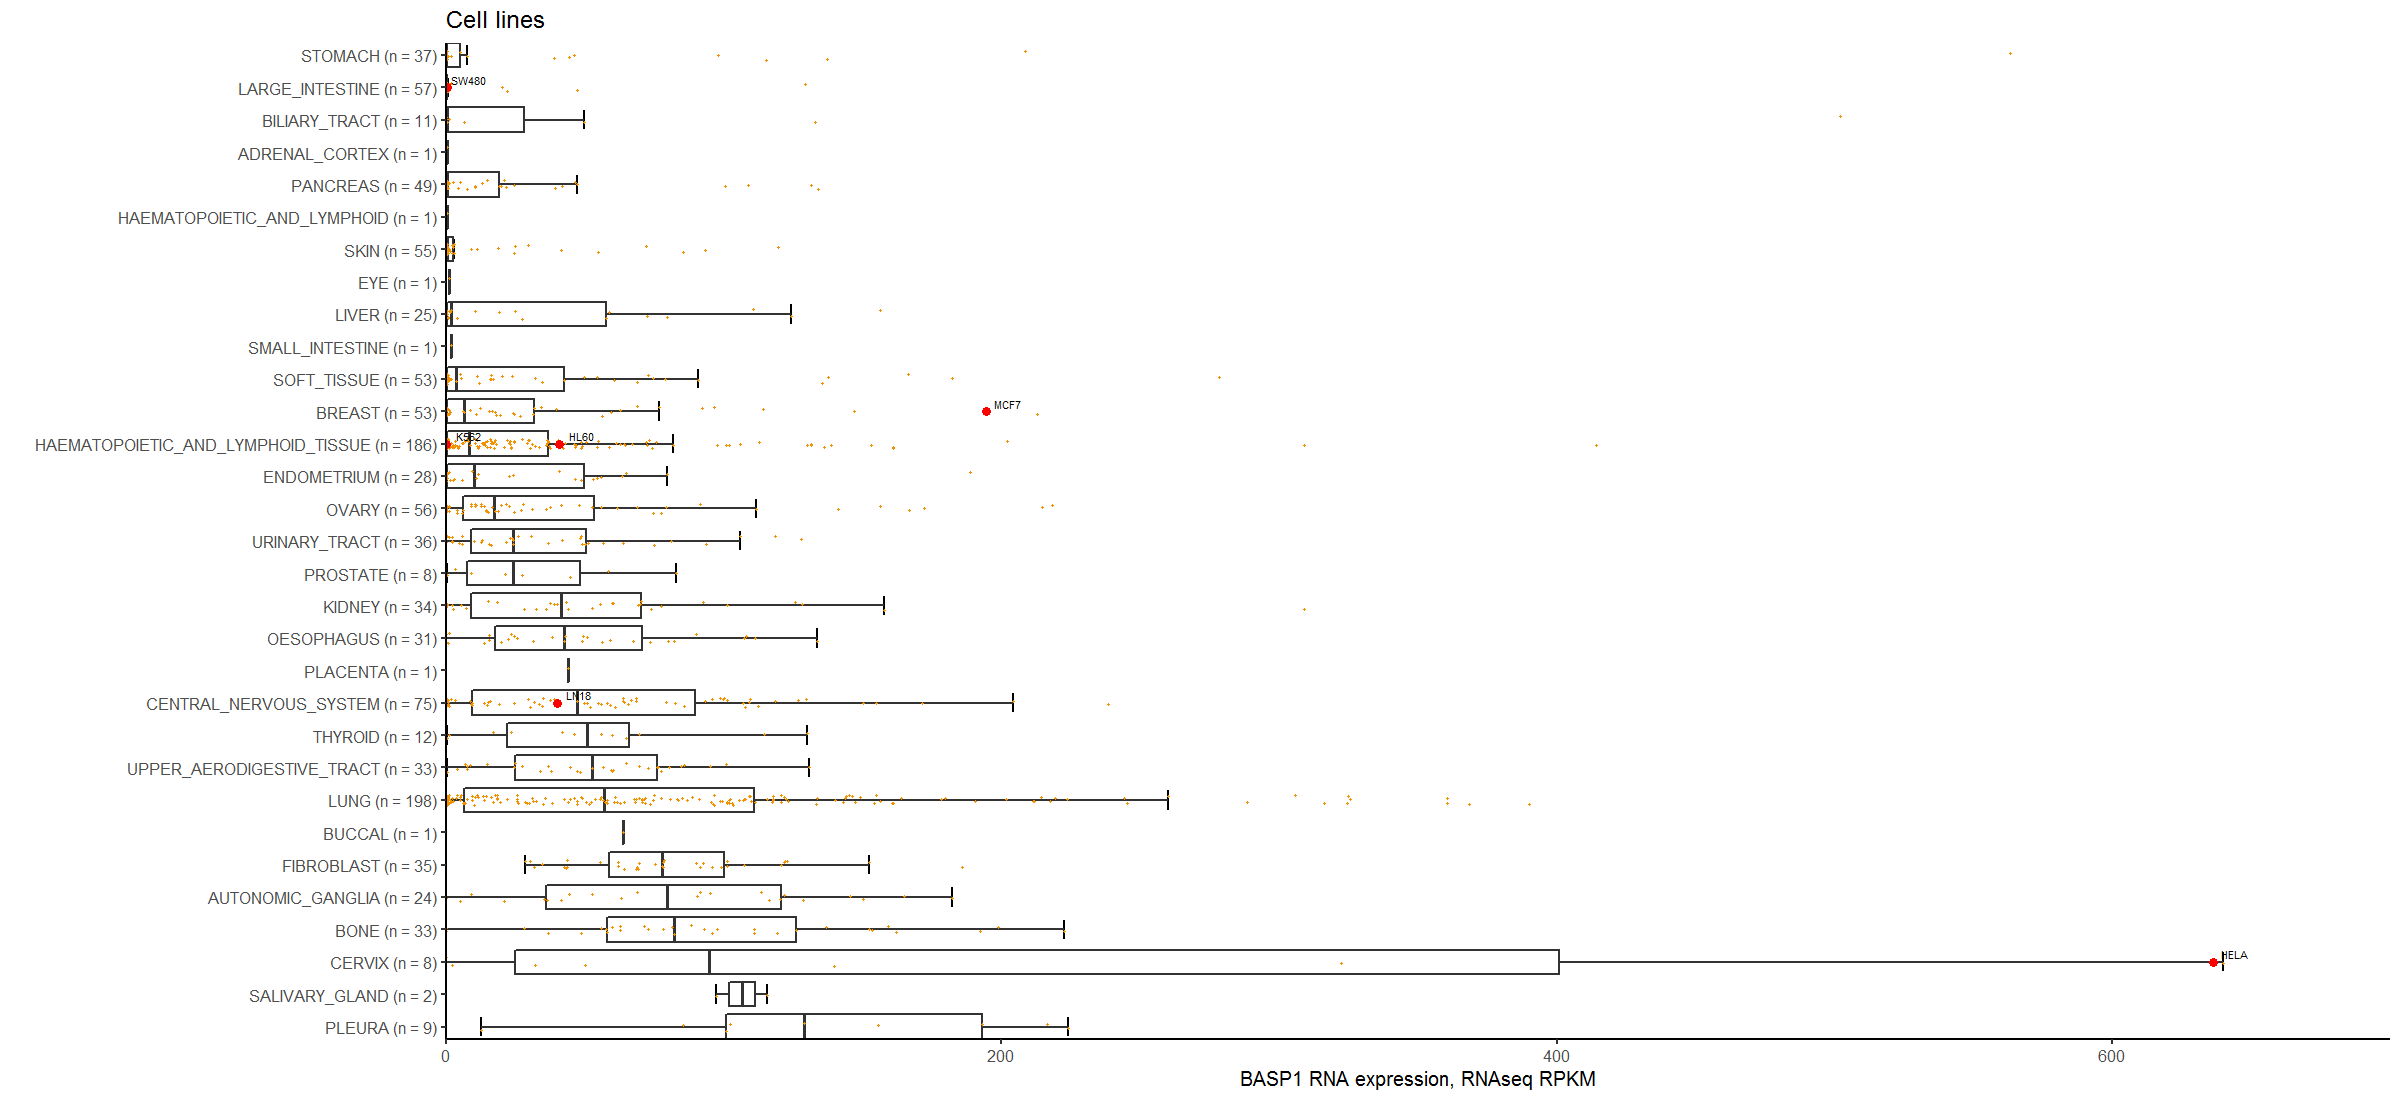 Cell lines
STOMACH (n = 37)
LARGE_INTESTINE (n = 57)
SW480
BILIARY_TRACT (n = 11)
ADRENAL_CORTEX (n = 1)
PANCREAS (n = 49)
HAEMATOPOIETIC_AND_LYMPHOID (n = 1)
SKIN (n = 55)
EYE (n = 1)
LIVER (n = 25)
SMALL_INTESTINE (n = 1)
SOFT_TISSUE (n = 53)
BREAST (n = 53)
MCF7
HAEMATOPOIETIC_AND_LYMPHOID_TISSUE (n = 186)
K562
HL60
ENDOMETRIUM (n = 28)
OVARY (n = 56)
URINARY_TRACT (n = 36)
PROSTATE (n = 8)
KIDNEY (n = 34)
OESOPHAGUS (n = 31)
PLACENTA (n = 1)
CENTRAL_NERVOUS_SYSTEM (n = 75)
LN18
THYROID (n = 12)
UPPER_AERODIGESTIVE_TRACT (n = 33)
LUNG (n = 198)
BUCCAL (n = 1)
FIBROBLAST (n = 35)
AUTONOMIC_GANGLIA (n = 24)
BONE (n = 33)
CERVIX (n = 8)
HELA
SALIVARY_GLAND (n = 2)
PLEURA (n = 9)
0 200 400 600
BASP1 RNA expression, RNAseq RPKM